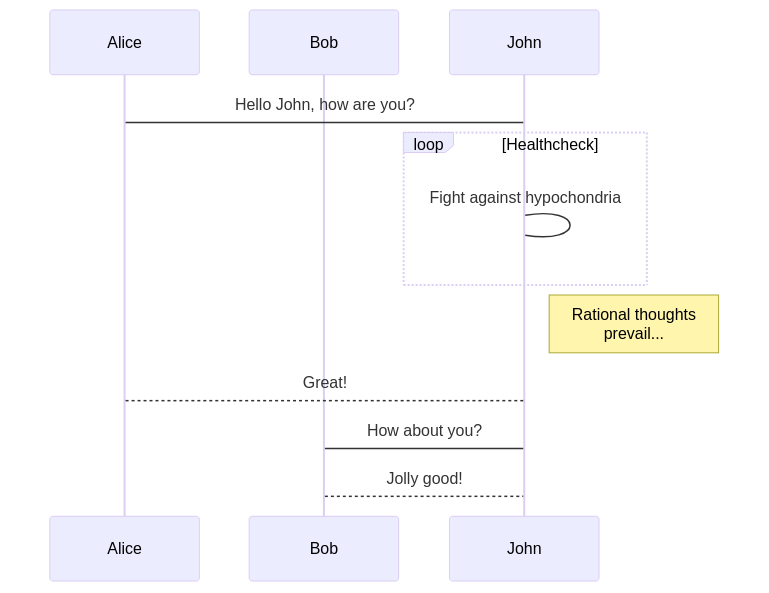 Alice
Bob
John
Hello John, how are you?
loop
[Healthcheck]
Fight against hypochondria
Rational thoughts
prevail...
Great!
How about you?
Jolly good!
Alice
Bob
John